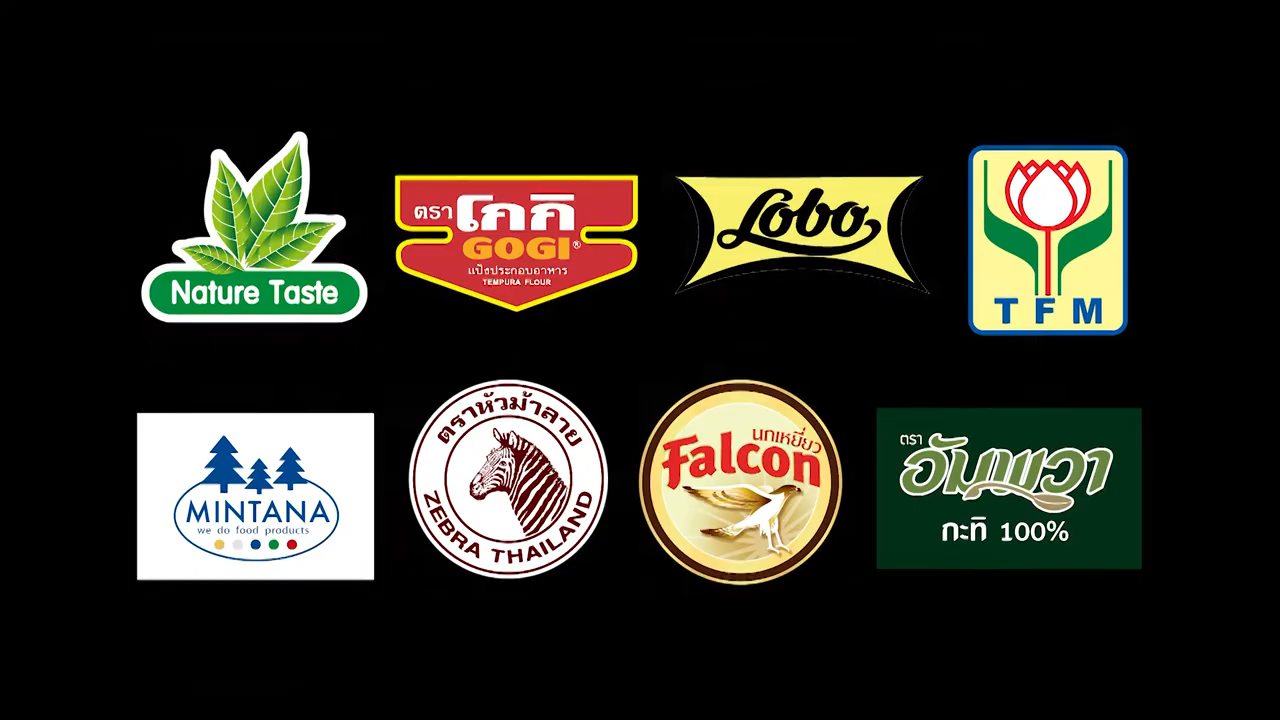 Nature Taste
ตรา โกกิ
GOGI®
แป้งประกอบอาหาร
TEMPURA FLOUR
Lobo
TFM
MINTANA
we do food products
ตราหัวม้าลาย
ZEBRA THAILAND
นกเหยี่ยว
Falcon
ตรา
อัมพวา
กะทิ 100%